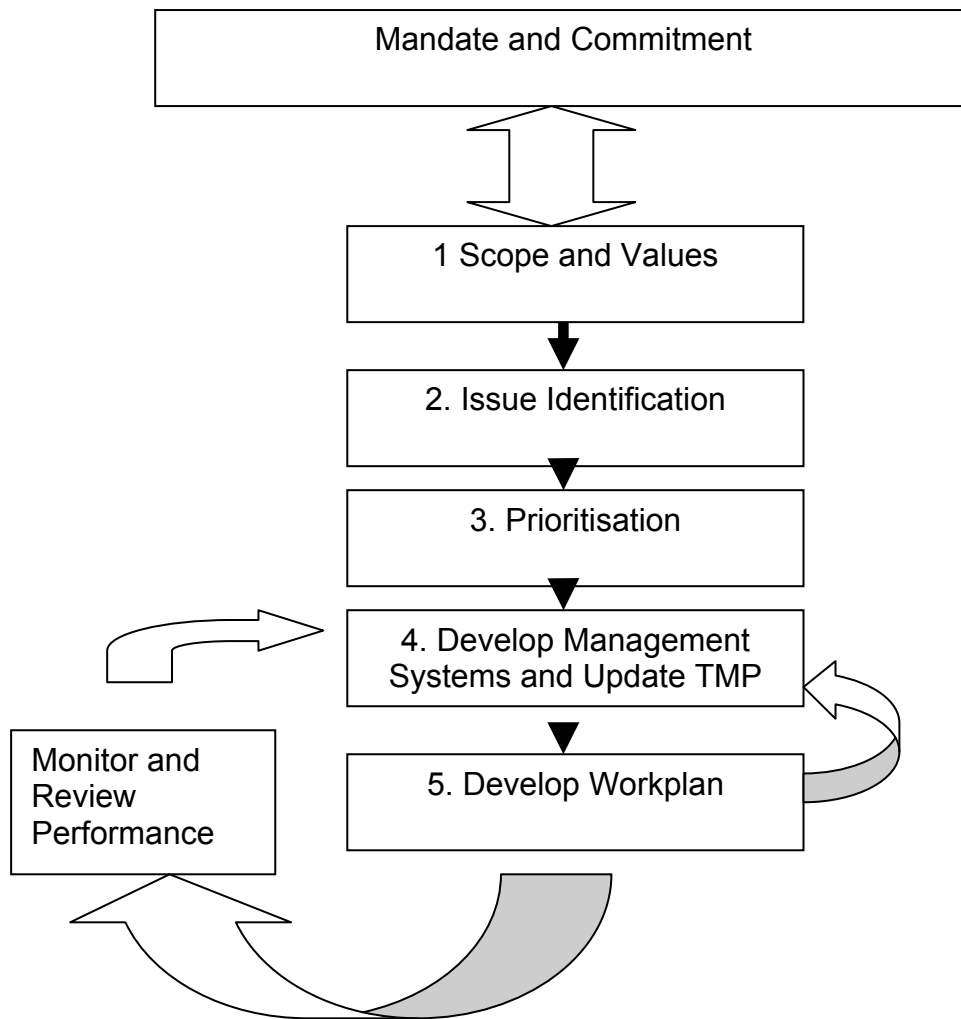 Mandate and Commitment
1 Scope and Values
2. Issue Identification
3. Prioritisation
4. Develop Management
Systems and Update TMP
5. Develop Workplan
Monitor and
Review
Performance